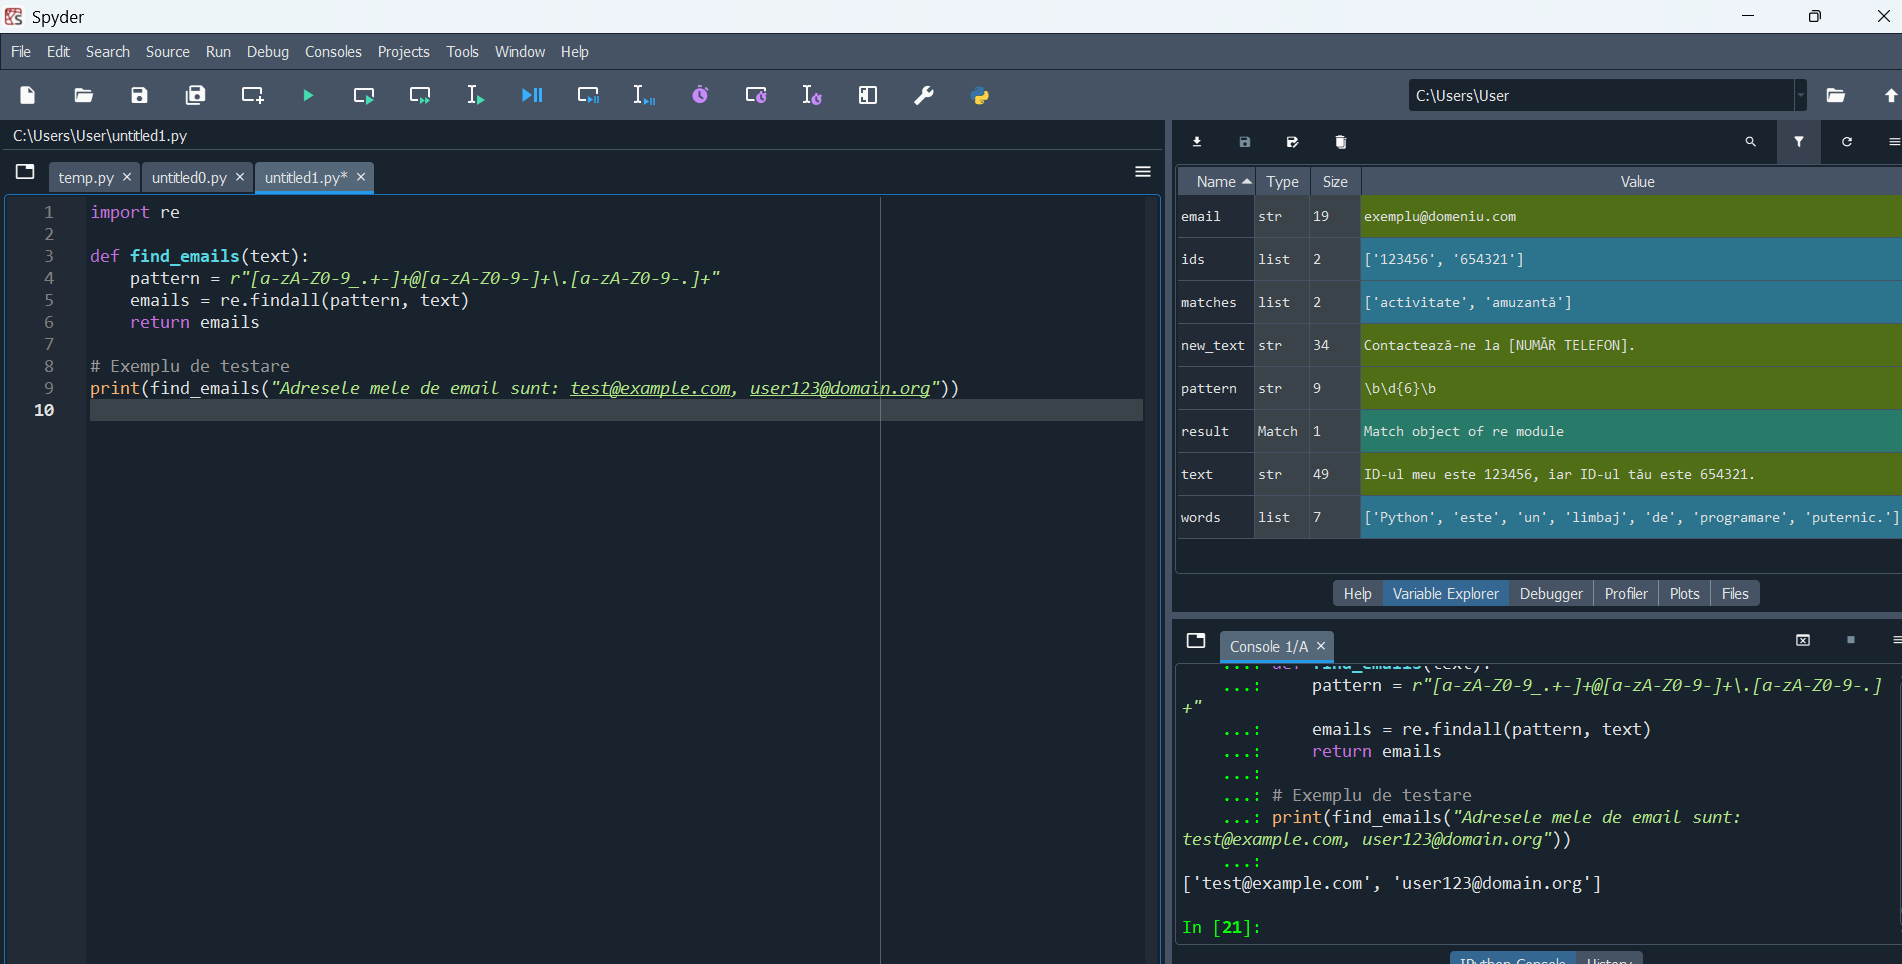 Spyder
File Edit Search Source Run Debug Consoles Projects Tools Window Help
C:\Users\User
C:\Users\User\untitled1.py
temp.py untitled0.py untitled1.py*
1 import re
2
3 def find_emails(text):
4     pattern = r"[a-zA-Z0-9_.+-]+@[a-zA-Z0-9-]+\.[a-zA-Z0-9-.]+"
5     emails = re.findall(pattern, text)
6     return emails
7
8 # Exemplu de testare
9 print(find_emails("Adresele mele de email sunt: test@example.com, user123@domain.org"))
10
Name Type Size Value
email str 19 exemplu@domeniu.com
ids list 2 ['123456', '654321']
matches list 2 ['activitate', 'amuzantă']
new_text str 34 Contactează-ne la [NUMĂR TELEFON].
pattern str 9 \b\d{6}\b
result Match 1 Match object of re module
text str 49 ID-ul meu este 123456, iar ID-ul tău este 654321.
words list 7 ['Python', 'este', 'un', 'limbaj', 'de', 'programare', 'puternic.']
Help Variable Explorer Debugger Profiler Plots Files
Console 1/A
...: def find_emails(text):
...:     pattern = r"[a-zA-Z0-9_.+-]+@[a-zA-Z0-9-]+\.[a-zA-Z0-9-.]
+"
...:     emails = re.findall(pattern, text)
...:     return emails
...:
...: # Exemplu de testare
...: print(find_emails("Adresele mele de email sunt:
test@example.com, user123@domain.org"))
...:
['test@example.com', 'user123@domain.org']
In [21]:
IPython Console History